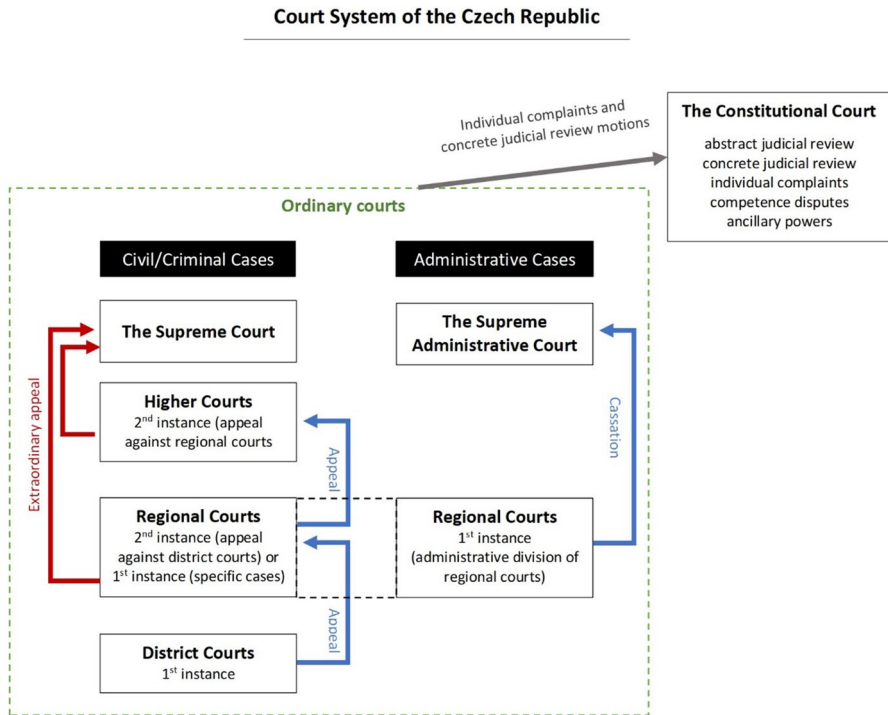 Court System of the Czech Republic
Individual complaints and
concrete judicial review motions
The Constitutional Court
abstract judicial review
concrete judicial review
individual complaints
competence disputes
ancillary powers
Ordinary courts
Civil/Criminal Cases
Administrative Cases
The Supreme Court
The Supreme
Administrative Court
Extraordinary appeal
Higher Courts
2nd instance (appeal
against regional courts
Appeal
Cassation
Regional Courts
2nd instance (appeal
against district courts) or
1st instance (specific cases)
Regional Courts
1st instance
(administrative division of
regional courts)
Appeal
District Courts
1st instance